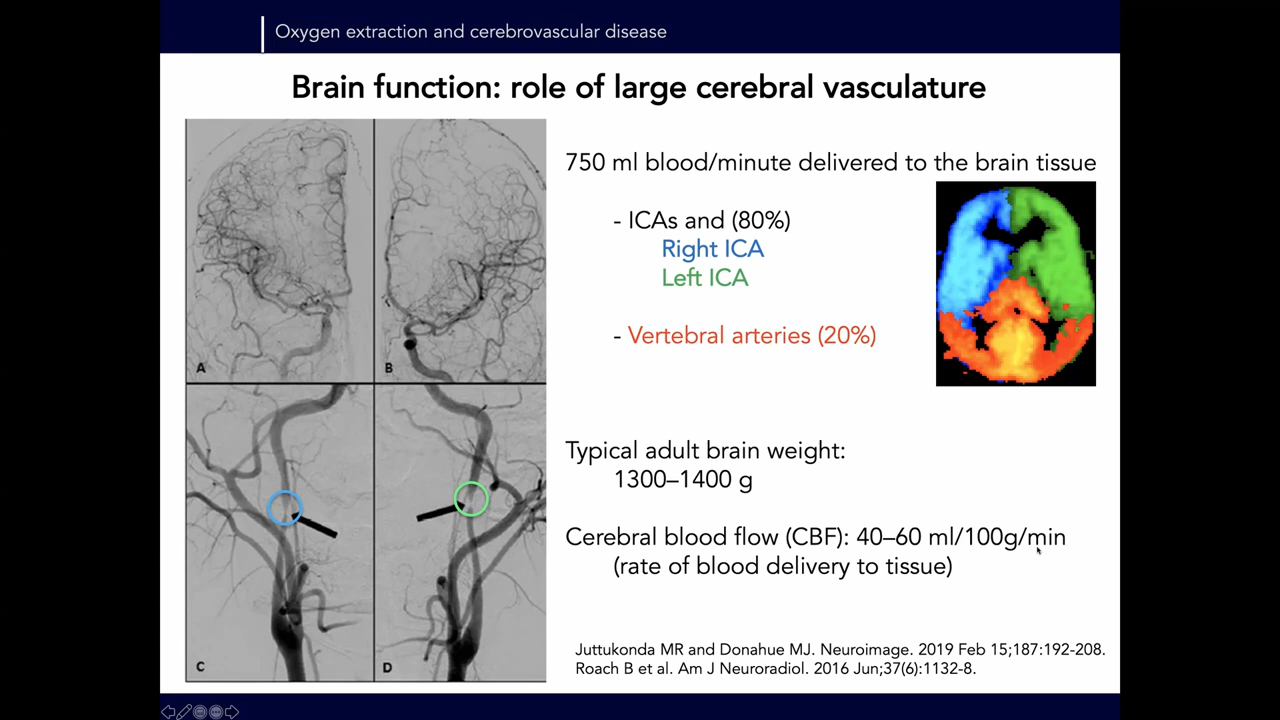 Oxygen extraction and cerebrovascular disease
Brain function: role of large cerebral vasculature
750 ml blood/minute delivered to the brain tissue
- ICAs and (80%)
Right ICA
Left ICA
- Vertebral arteries (20%)
A
B
C
D
Typical adult brain weight:
1300–1400 g
Cerebral blood flow (CBF): 40–60 ml/100g/min
(rate of blood delivery to tissue)
Juttukonda MR and Donahue MJ. Neuroimage. 2019 Feb 15;187:192-208.
Roach B et al. Am J Neuroradiol. 2016 Jun;37(6):1132-8.